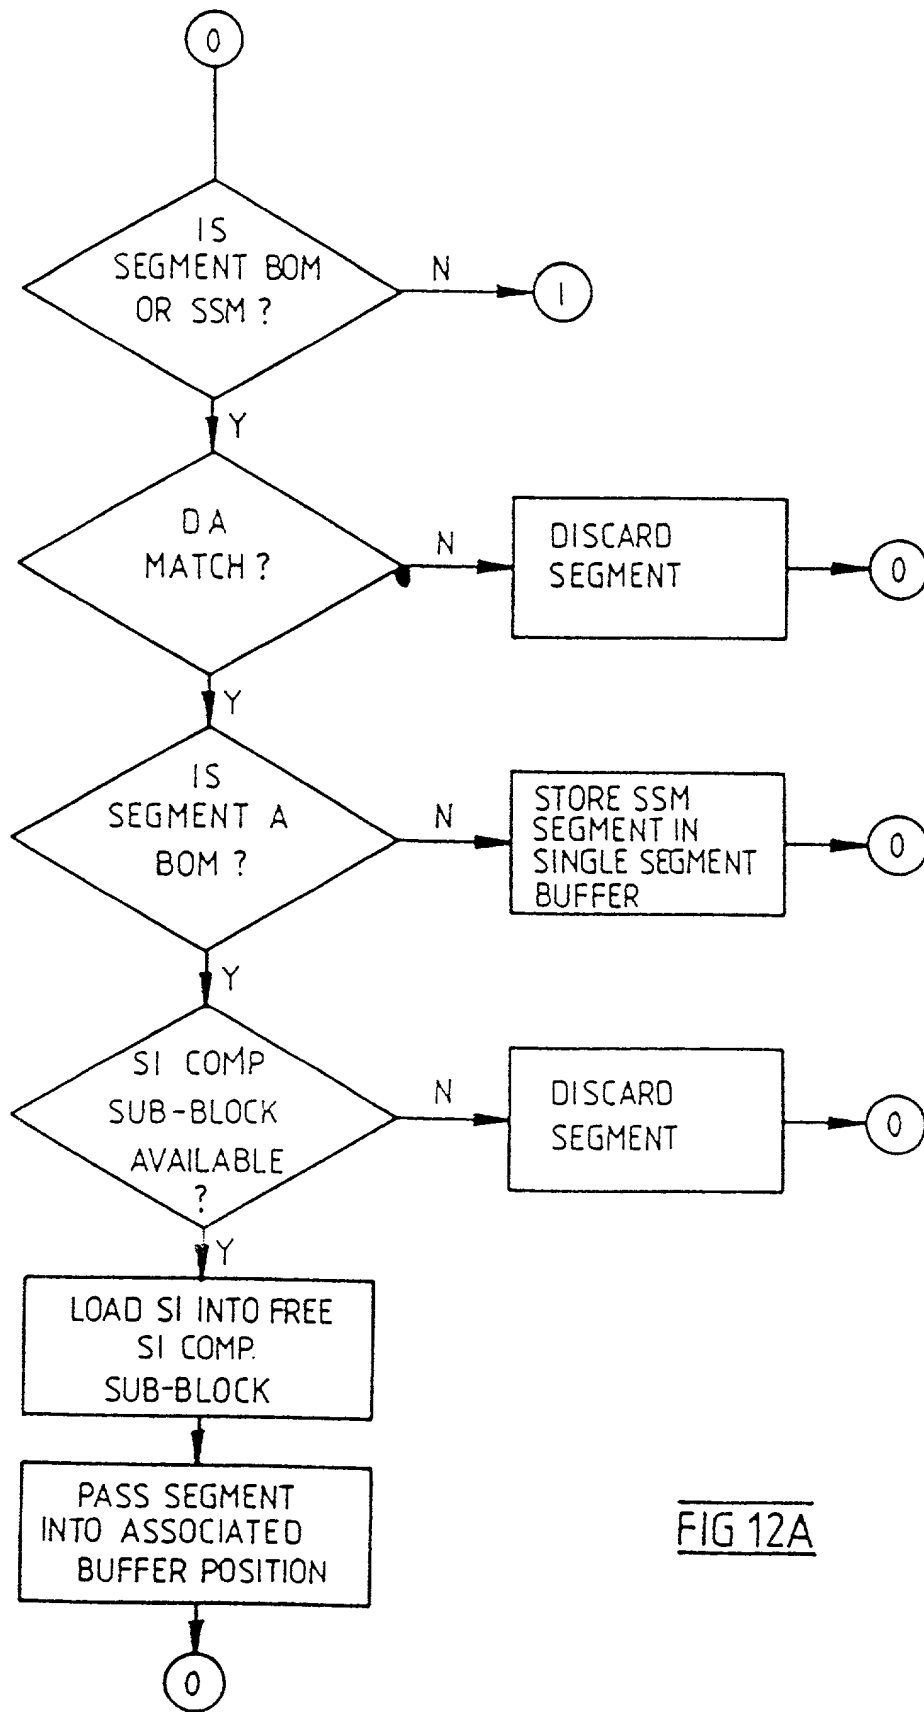 0
IS
SEGMENT BOM
OR SSM ?
N
1
Y
DA
MATCH ?
N
DISCARD
SEGMENT
0
Y
IS
SEGMENT A
BOM ?
N
STORE SSM
SEGMENT IN
SINGLE SEGMENT
BUFFER
0
Y
SI COMP
SUB-BLOCK
AVAILABLE
?
N
DISCARD
SEGMENT
0
Y
LOAD SI INTO FREE
SI COMP.
SUB-BLOCK
PASS SEGMENT
INTO ASSOCIATED
BUFFER POSITION
0
FIG 12A